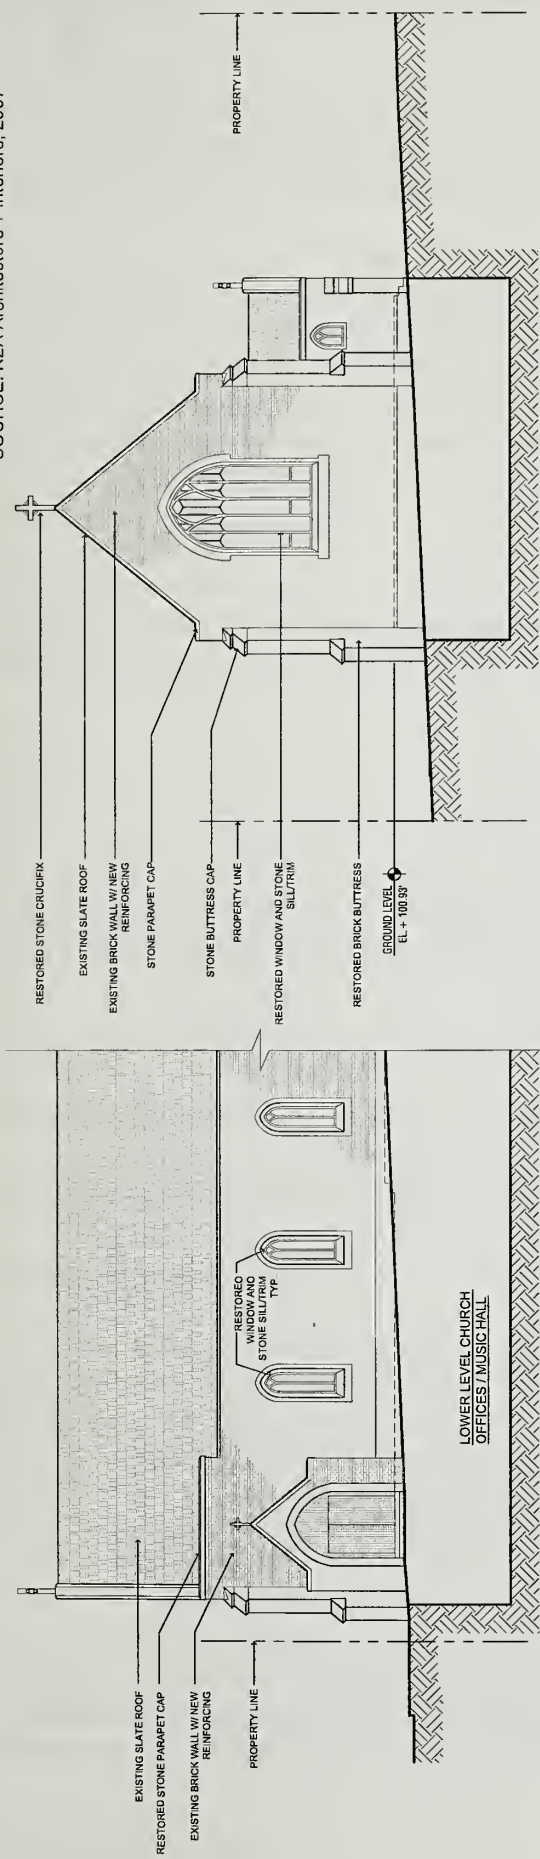 EXISTING SLATE ROOF
RESTORED STONE PARAPET CAP
EXISTING BRICK WALL W/ NEW
REINFORCING
PROPERTY LINE
RESTORED
WINDOW AND
STONE SILL/TRIM
TYP
LOWER LEVEL CHURCH
OFFICES / MUSIC HALL
RESTORED STONE CRUCIFIX
EXISTING SLATE ROOF
EXISTING BRICK WALL W/ NEW
REINFORCING
STONE PARAPET CAP
STONE BUTTRESS CAP
PROPERTY LINE
RESTORED WINDOW AND STONE
SILL/TRIM
RESTORED BRICK BUTTRESS
GROUND LEVEL
EL. + 100.93'
PROPERTY LINE